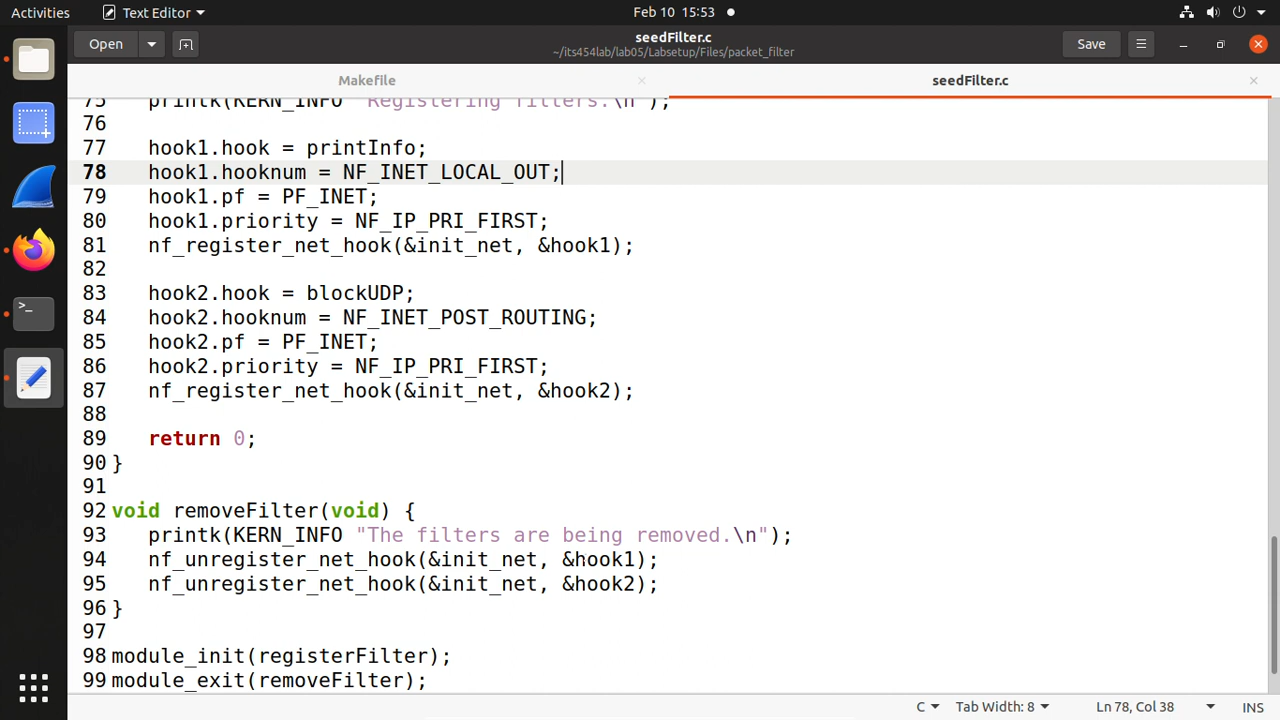 Activities Text Editor Feb 10 15:53
Open seedFilter.c Save
~/its454lab/lab05/Labsetup/Files/packet_filter
Makefile seedFilter.c
75 printk(KERN_INFO "Registering filters.\n");
76
77 hook1.hook = printInfo;
78 hook1.hooknum = NF_INET_LOCAL_OUT;
79 hook1.pf = PF_INET;
80 hook1.priority = NF_IP_PRI_FIRST;
81 nf_register_net_hook(&init_net, &hook1);
82
83 hook2.hook = blockUDP;
84 hook2.hooknum = NF_INET_POST_ROUTING;
85 hook2.pf = PF_INET;
86 hook2.priority = NF_IP_PRI_FIRST;
87 nf_register_net_hook(&init_net, &hook2);
88
89 return 0;
90 }
91
92 void removeFilter(void) {
93 printk(KERN_INFO "The filters are being removed.\n");
94 nf_unregister_net_hook(&init_net, &hook1);
95 nf_unregister_net_hook(&init_net, &hook2);
96 }
97
98 module_init(registerFilter);
99 module_exit(removeFilter);
C Tab Width: 8 Ln 78, Col 38 INS